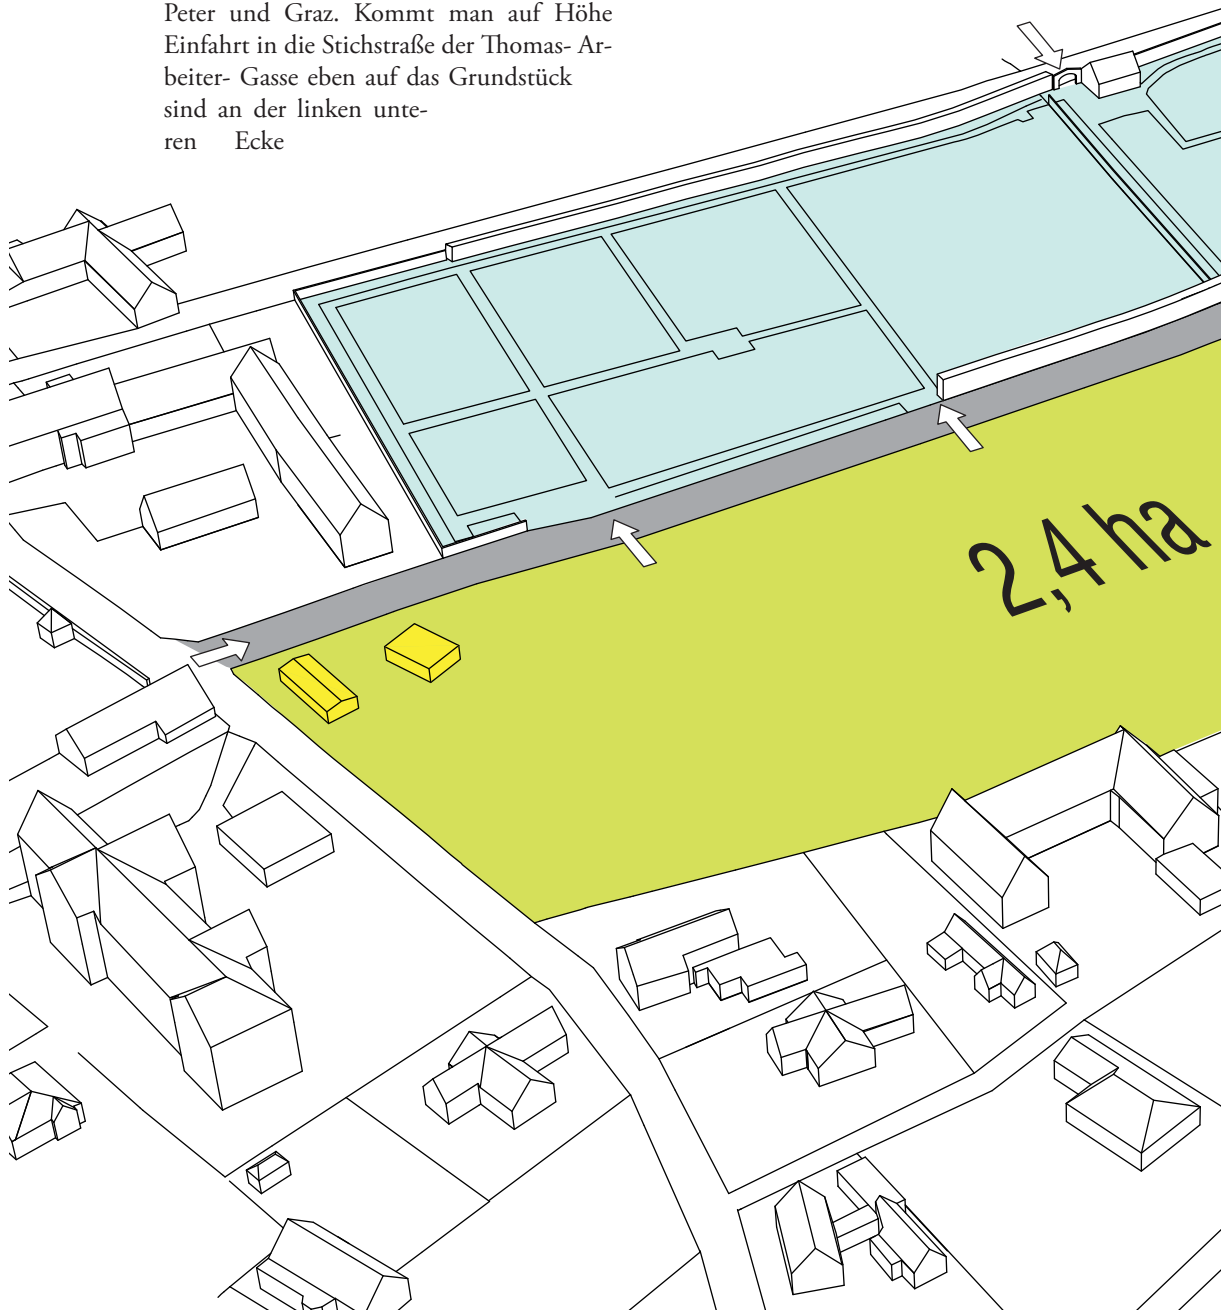 Peter und Graz. Kommt man auf Höhe
Einfahrt in die Stichstraße der Thomas- Ar-
beiter- Gasse eben auf das Grundstück
sind an der linken unte-
ren Ecke
2,4 ha